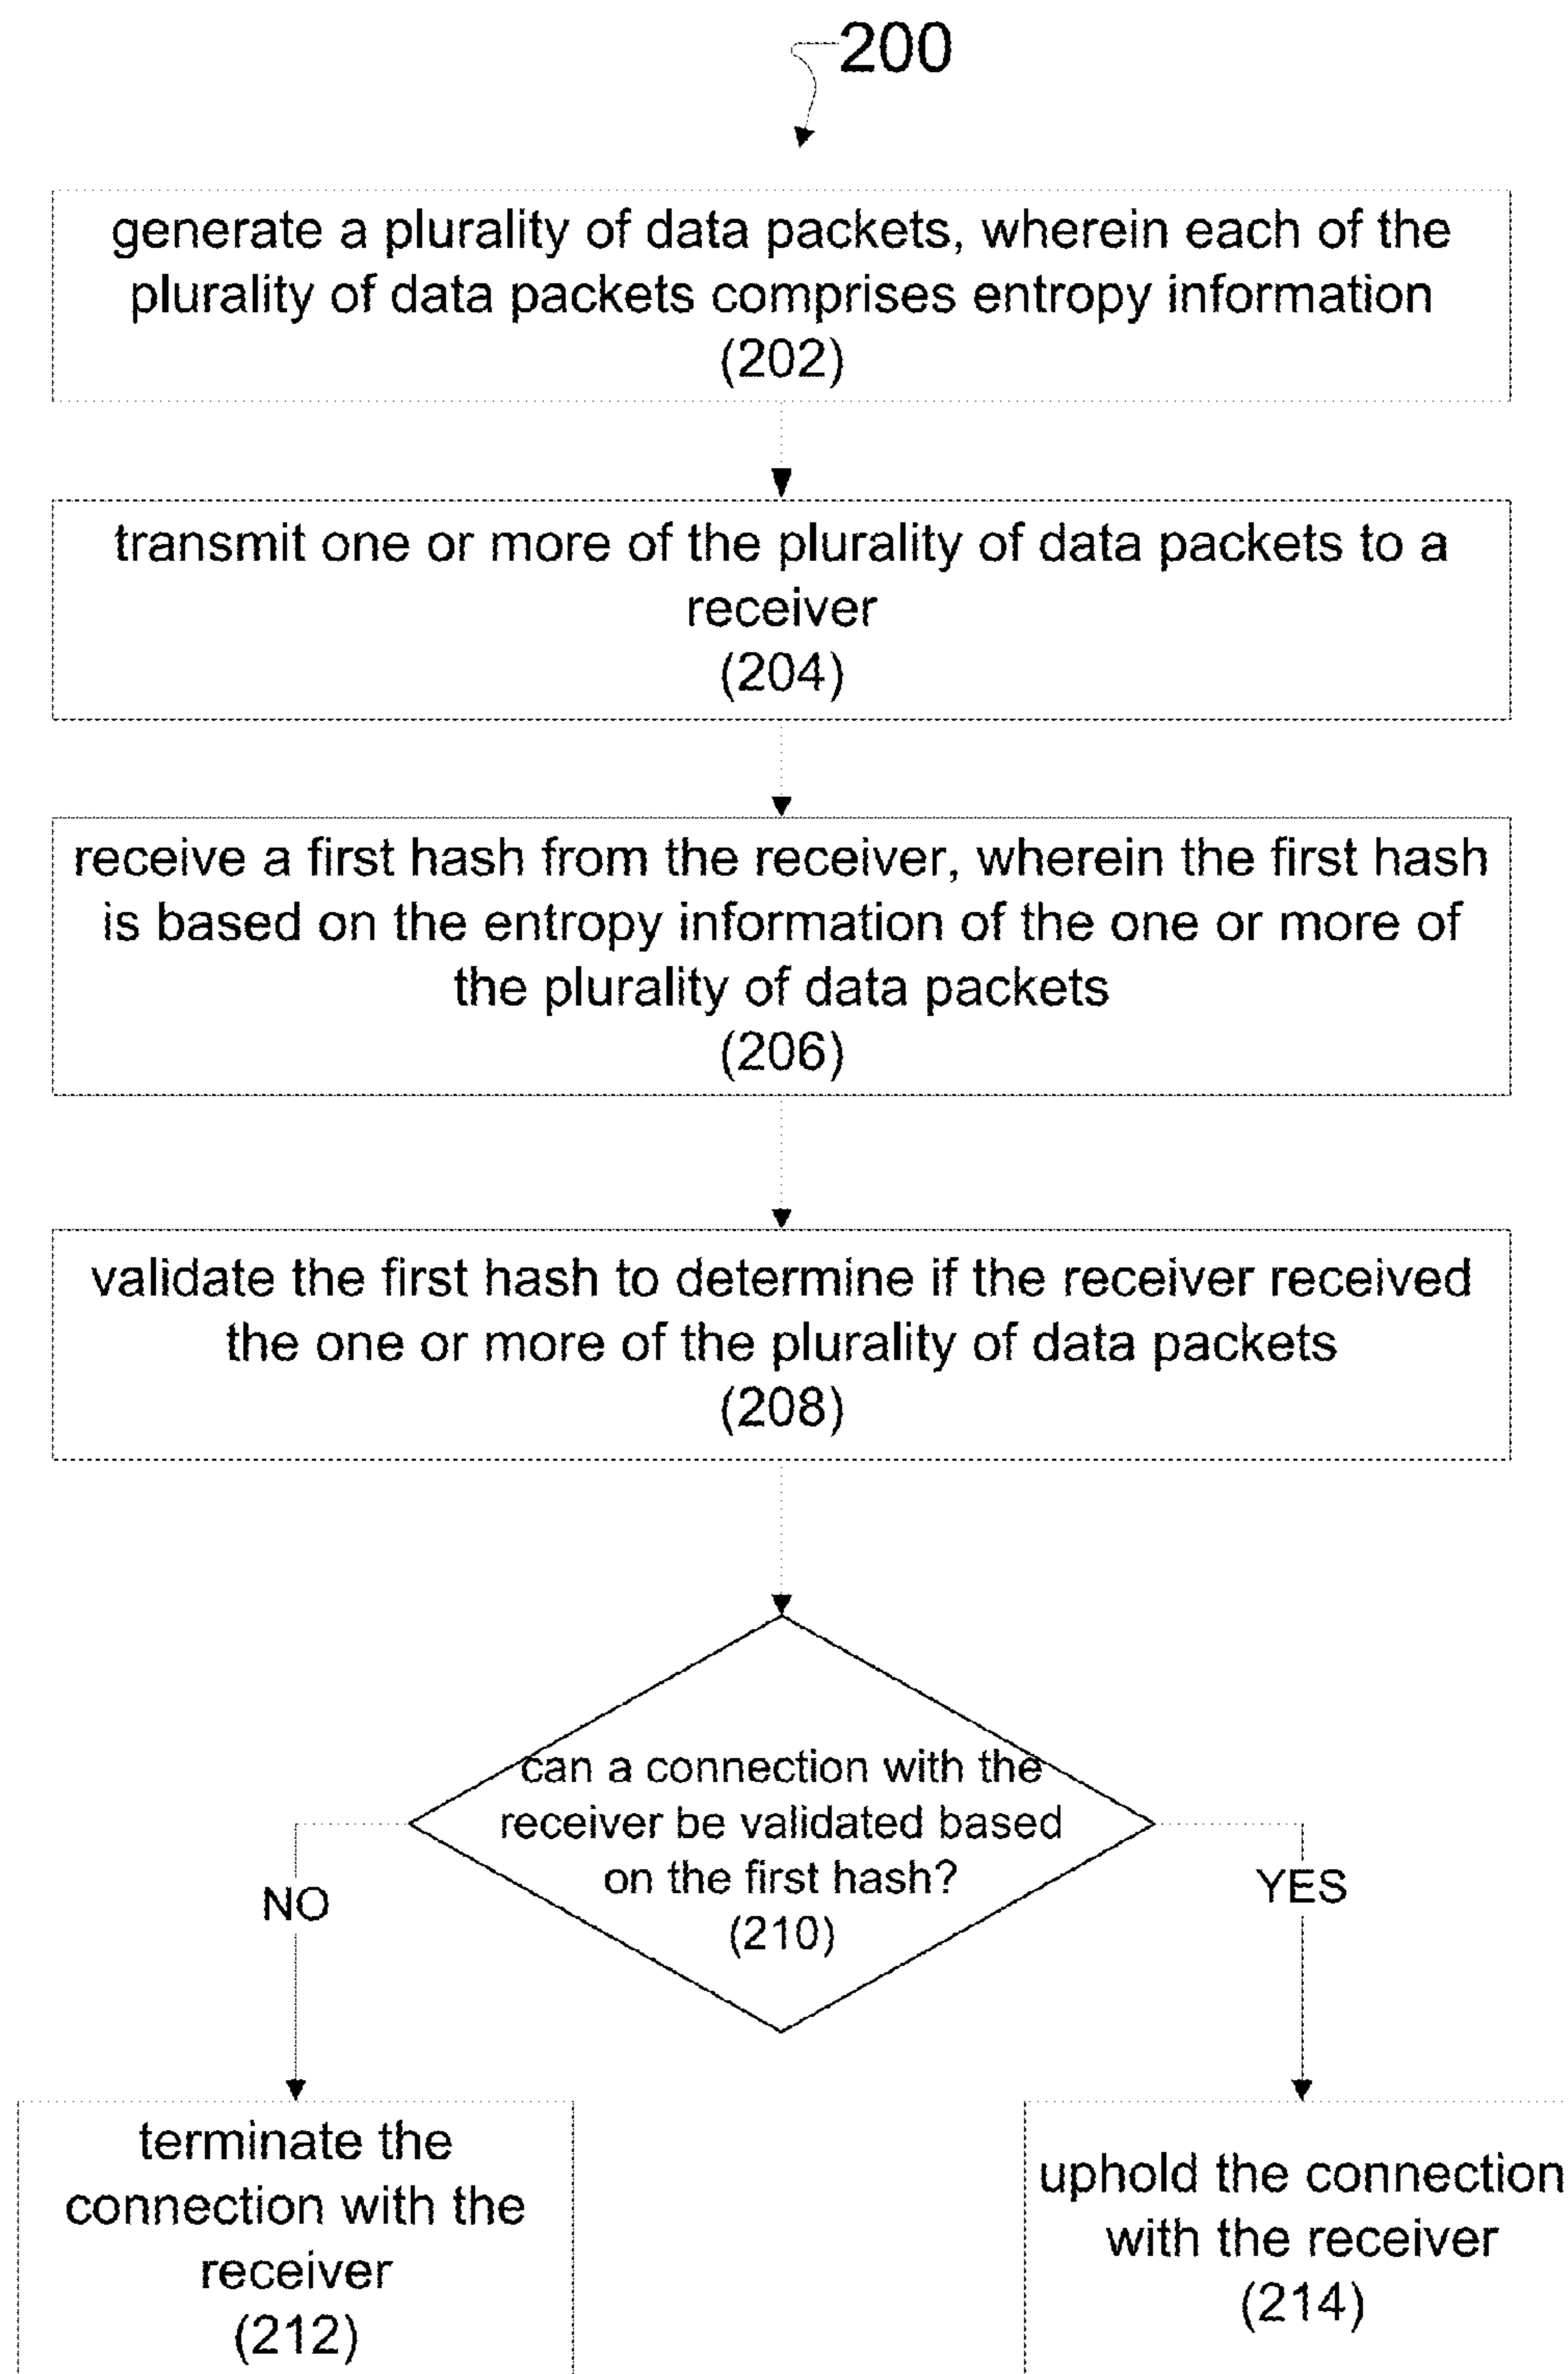 200
generate a plurality of data packets, wherein each of the
plurality of data packets comprises entropy information
(202)
transmit one or more of the plurality of data packets to a
receiver
(204)
receive a first hash from the receiver, wherein the first hash
is based on the entropy information of the one or more of
the plurality of data packets
(206)
validate the first hash to determine if the receiver received
the one or more of the plurality of data packets
(208)
can a connection with the
receiver be validated based
on the first hash?
(210)
NO
YES
terminate the
connection with the
receiver
(212)
uphold the connection
with the receiver
(214)